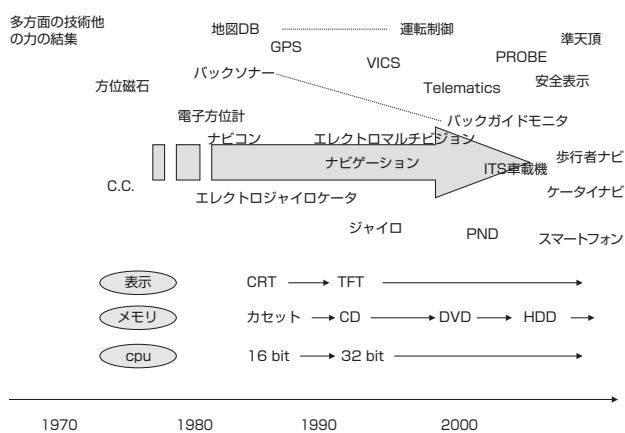 多方面の技術他
の力の結集
地図DB
運転制御
GPS
準天頂
VICS
PROBE
バックソナー
方位磁石
Telematics
安全表示
電子方位計
バックガイドモニタ
ナビコン
エレクトロマルチビジョン
ナビゲーション
歩行者ナビ
ITS車載機
C.C.
エレクトロジャイロケータ
ケータイナビ
ジャイロ
PND
スマートフォン
表示
CRT
TFT
メモリ
カセット
CD
DVD
HDD
cpu
16 bit
32 bit
1970
1980
1990
2000